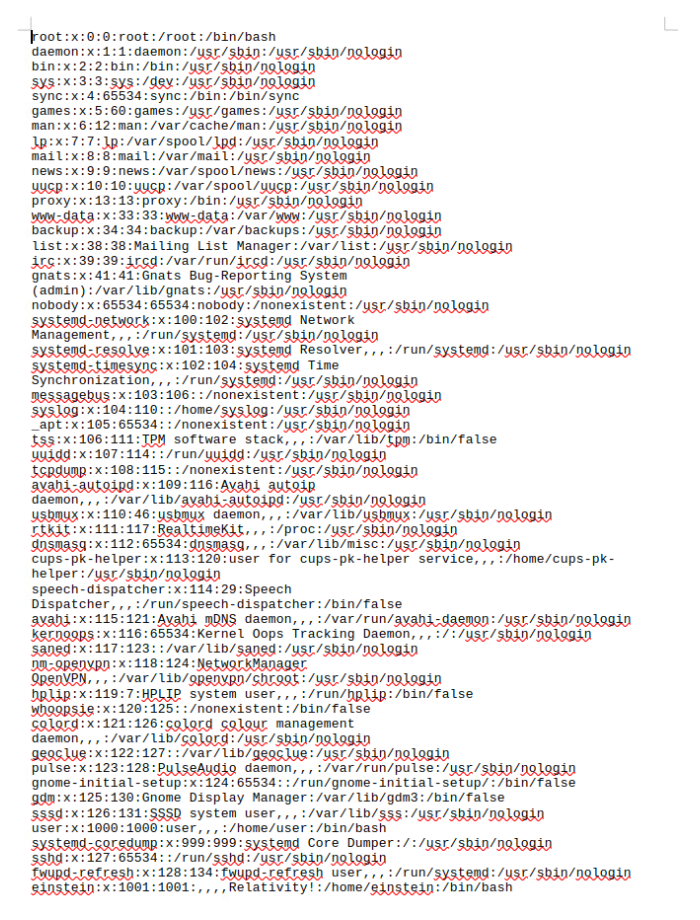 root:x:0:0:root:/root:/bin/bash
daemon:x:1:1:daemon:/usr/sbin:/usr/sbin/nologin
bin:x:2:2:bin:/bin:/usr/sbin/nologin
sys:x:3:3:sys:/dev:/usr/sbin/nologin
sync:x:4:65534:sync:/bin:/bin/sync
games:x:5:60:games:/usr/games:/usr/sbin/nologin
man:x:6:12:man:/var/cache/man:/usr/sbin/nologin
lp:x:7:7:lp:/var/spool/lpd:/usr/sbin/nologin
mail:x:8:8:mail:/var/mail:/usr/sbin/nologin
news:x:9:9:news:/var/spool/news:/usr/sbin/nologin
uucp:x:10:10:uucp:/var/spool/uucp:/usr/sbin/nologin
proxy:x:13:13:proxy:/bin:/usr/sbin/nologin
www-data:x:33:33:www-data:/var/www:/usr/sbin/nologin
backup:x:34:34:backup:/var/backups:/usr/sbin/nologin
list:x:38:38:Mailing List Manager:/var/list:/usr/sbin/nologin
irc:x:39:39:ircd:/var/run/ircd:/usr/sbin/nologin
gnats:x:41:41:Gnats Bug-Reporting System
(admin):/var/lib/gnats:/usr/sbin/nologin
nobody:x:65534:65534:nobody:/nonexistent:/usr/sbin/nologin
systemd-network:x:100:102:systemd Network
Management,,,:/run/systemd:/usr/sbin/nologin
systemd-resolve:x:101:103:systemd Resolver,,,:/run/systemd:/usr/sbin/nologin
systemd-timesync:x:102:104:systemd Time
Synchronization,,,:/run/systemd:/usr/sbin/nologin
messagebus:x:103:106::/nonexistent:/usr/sbin/nologin
syslog:x:104:110::/home/syslog:/usr/sbin/nologin
_apt:x:105:65534::/nonexistent:/usr/sbin/nologin
tss:x:106:111:TPM software stack,,,:/var/lib/tpm:/bin/false
uuidd:x:107:114::/run/uuidd:/usr/sbin/nologin
tcpdump:x:108:115::/nonexistent:/usr/sbin/nologin
avahi-autoipd:x:109:116:Avahi autoip
daemon,,,:/var/lib/avahi-autoipd:/usr/sbin/nologin
usbmux:x:110:46:usbmux daemon,,,:/var/lib/usbmux:/usr/sbin/nologin
rtkit:x:111:117:RealtimeKit,,,:/proc:/usr/sbin/nologin
dnsmasq:x:112:65534:dnsmasq,,,:/var/lib/misc:/usr/sbin/nologin
cups-pk-helper:x:113:120:user for cups-pk-helper service,,,:/home/cups-pk-
helper:/usr/sbin/nologin
speech-dispatcher:x:114:29:Speech
Dispatcher,,,:/run/speech-dispatcher:/bin/false
avahi:x:115:121:Avahi mDNS daemon,,,:/var/run/avahi-daemon:/usr/sbin/nologin
kernoops:x:116:65534:Kernel Oops Tracking Daemon,,,:/:/usr/sbin/nologin
saned:x:117:123::/var/lib/saned:/usr/sbin/nologin
nm-openvpn:x:118:124:NetworkManager
OpenVPN,,,:/var/lib/openvpn/chroot:/usr/sbin/nologin
hplip:x:119:7:HPLIP system user,,,:/run/hplip:/bin/false
whoopsie:x:120:125::/nonexistent:/bin/false
colord:x:121:126:colord colour management
daemon,,,:/var/lib/colord:/usr/sbin/nologin
geoclue:x:122:127::/var/lib/geoclue:/usr/sbin/nologin
pulse:x:123:128:PulseAudio daemon,,,:/var/run/pulse:/usr/sbin/nologin
gnome-initial-setup:x:124:65534::/run/gnome-initial-setup/:/bin/false
gdm:x:125:130:Gnome Display Manager:/var/lib/gdm3:/bin/false
sssd:x:126:131:SSSD system user,,,:/var/lib/sss:/usr/sbin/nologin
user:x:1000:1000:user,,,:/home/user:/bin/bash
systemd-coredump:x:999:999:systemd Core Dumper:/:/usr/sbin/nologin
sshd:x:127:65534::/run/sshd:/usr/sbin/nologin
fwupd-refresh:x:128:134:fwupd-refresh user,,,:/run/systemd:/usr/sbin/nologin
einstein:x:1001:1001:,,,,Relativity!:/home/einstein:/bin/bash